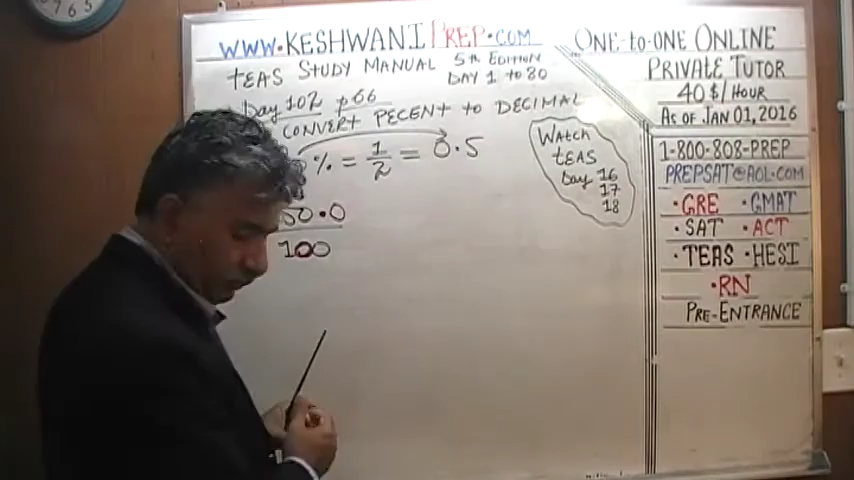 WWW.KESHWANIPREP.COM
TEAS STUDY MANUAL 5th EDITION
DAY 1 to 80
Day 102 p66
CONVERT PECENT to DECIMAL
% = 1/2 = 0.5
50.0
100
WATCH
tEAS
Day 16
17
18
ONE-to-ONE ONLINE
PRIVATE TUTOR
40$/HOUR
AS OF JAN 01,2016
1-800-808-PREP
PREPSAT@AOL.COM
•GRE •GMAT
•SAT •ACT
•TEAS •HESI
•RN
PRE-ENTRANCE
7 6 5